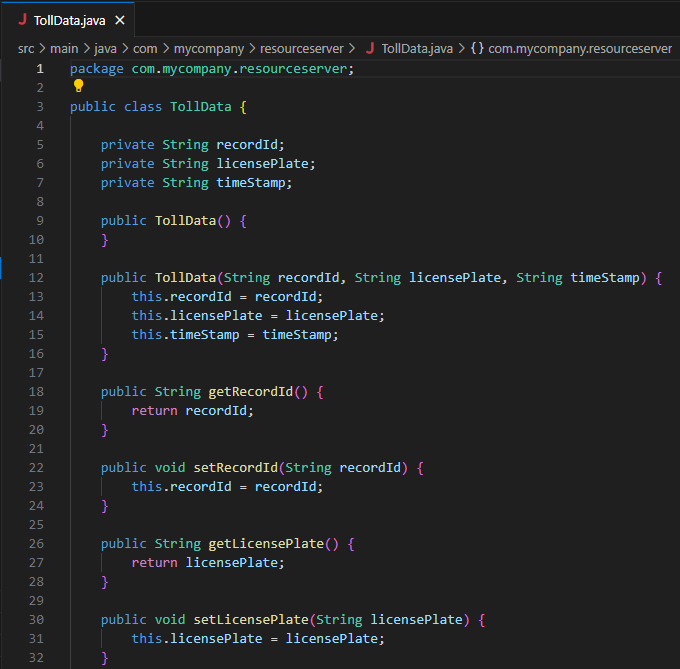 J TollData.java ×
src > main > java > com > mycompany > resourceserver > J TollData.java > {} com.mycompany.resourceserver
1 package com.mycompany.resourceserver;
2
3 public class TollData {
4
5     private String recordId;
6     private String licensePlate;
7     private String timeStamp;
8
9     public TollData() {
10     }
11
12     public TollData(String recordId, String licensePlate, String timeStamp) {
13         this.recordId = recordId;
14         this.licensePlate = licensePlate;
15         this.timeStamp = timeStamp;
16     }
17
18     public String getRecordId() {
19         return recordId;
20     }
21
22     public void setRecordId(String recordId) {
23         this.recordId = recordId;
24     }
25
26     public String getLicensePlate() {
27         return licensePlate;
28     }
29
30     public void setLicensePlate(String licensePlate) {
31         this.licensePlate = licensePlate;
32     }